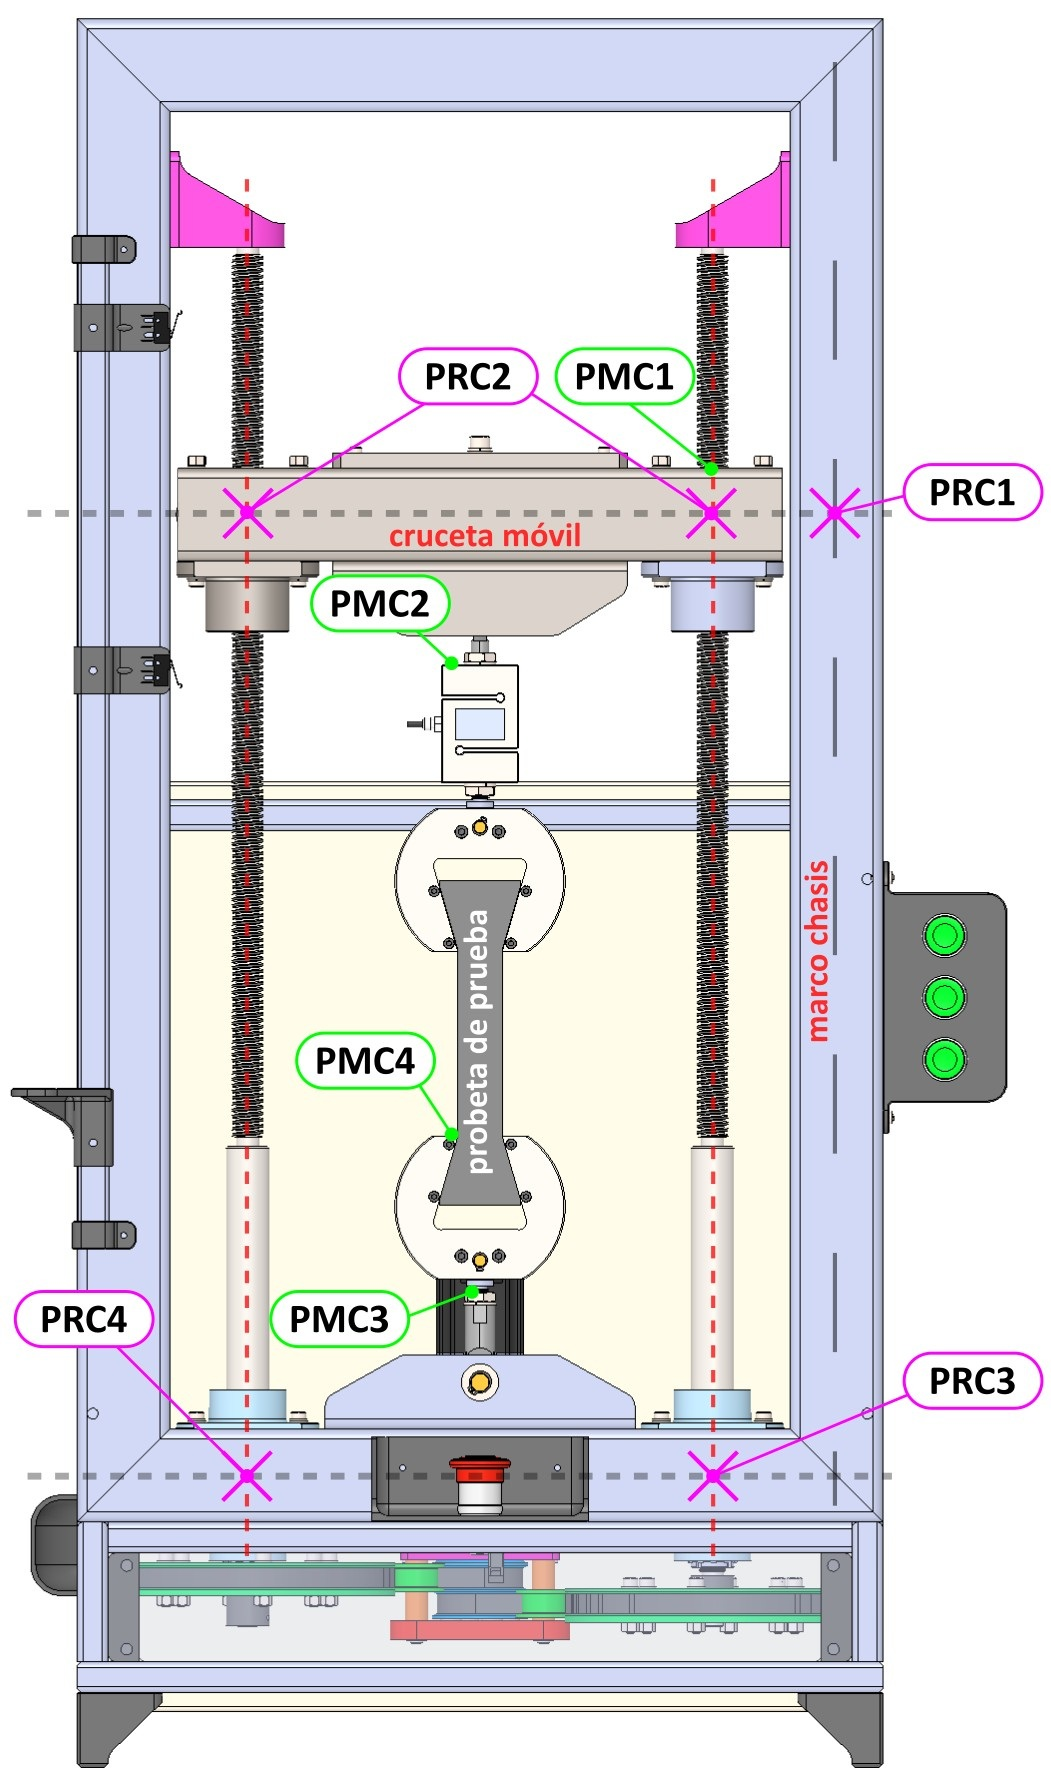 PRC2
PMC1
PRC1
cruceta móvil
PMC2
marco chasis
probeta de prueba
PMC4
PRC4
PMC3
PRC3